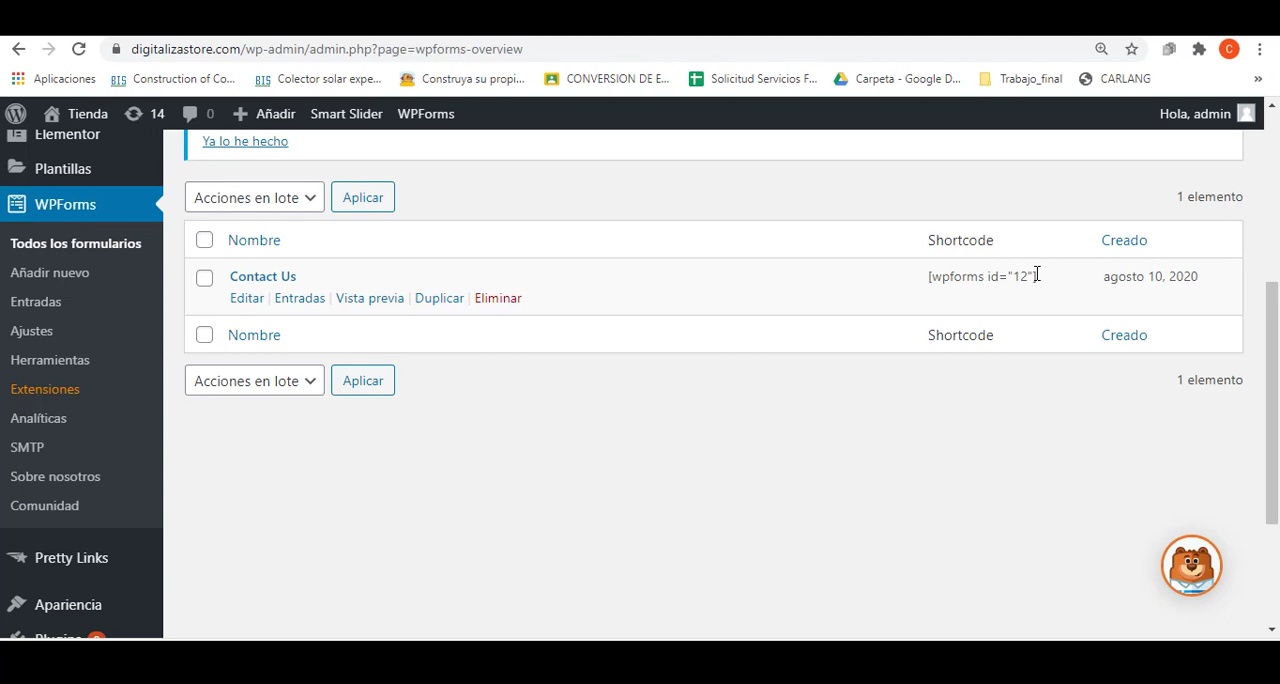 digitalizastore.com/wp-admin/admin.php?page=wpforms-overview
C
Aplicaciones
BIS Construction of Co...
BIS Colector solar expe...
Construya su propi...
CONVERSION DE E...
Solicitud Servicios F...
Carpeta - Google D...
Trabajo_final
CARLANG
»
Tienda 14 0 Añadir Smart Slider WPForms Hola, admin
Elementor
Plantillas
WPForms
Todos los formularios
Añadir nuevo
Entradas
Ajustes
Herramientas
Extensiones
Analíticas
SMTP
Sobre nosotros
Comunidad
Pretty Links
Apariencia
Ya lo he hecho
Acciones en lote Aplicar 1 elemento
Nombre Shortcode Creado
Contact Us [wpforms id="12"] agosto 10, 2020
Editar | Entradas | Vista previa | Duplicar | Eliminar
Nombre Shortcode Creado
Acciones en lote Aplicar 1 elemento